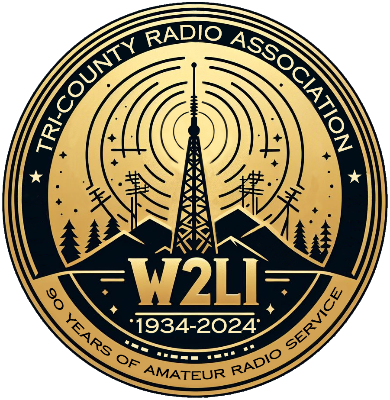 TRI-COUNTY RADIO ASSOCIATION
W2LI
1934-2024
90 YEARS OF AMATEUR RADIO SERVICE